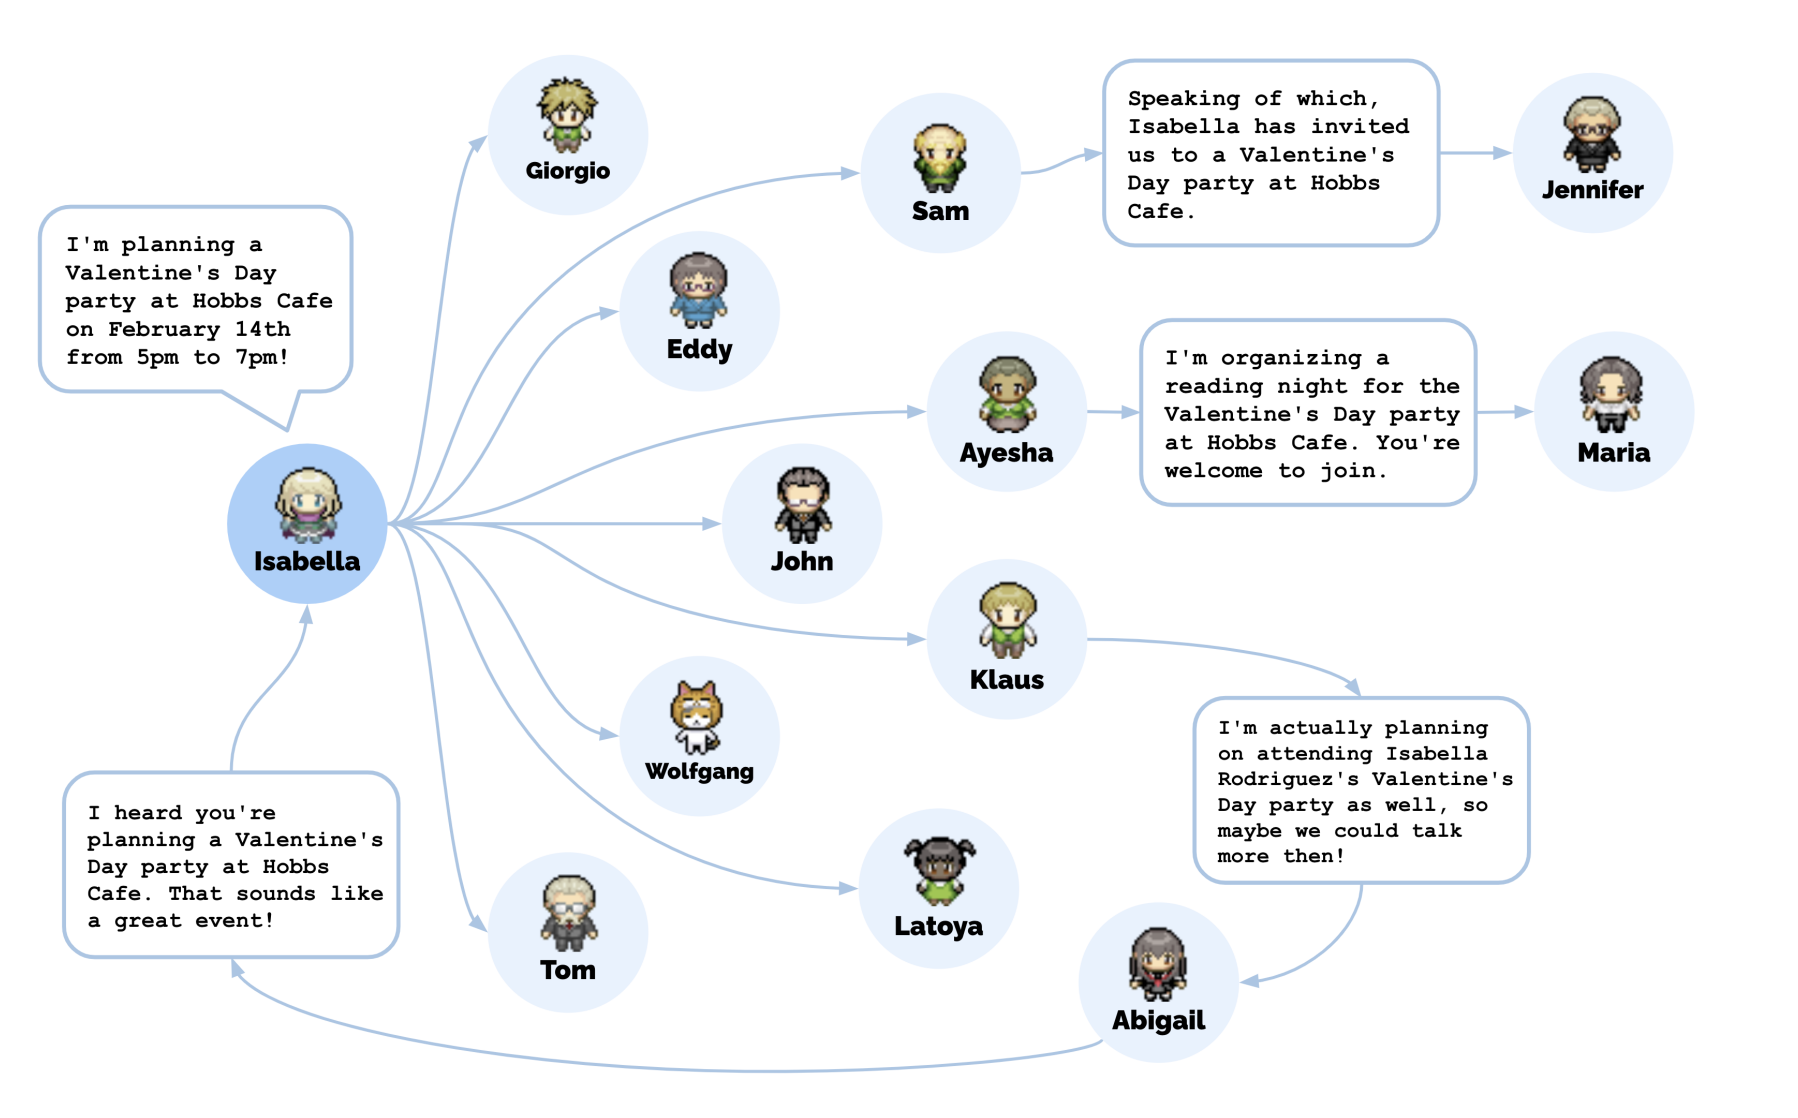 Giorgio
Sam
Speaking of which,
Isabella has invited
us to a Valentine's
Day party at Hobbs
Cafe.
Jennifer
I'm planning a
Valentine's Day
party at Hobbs Cafe
on February 14th
from 5pm to 7pm!
Eddy
Ayesha
I'm organizing a
reading night for the
Valentine's Day party
at Hobbs Cafe. You're
welcome to join.
Maria
Isabella
John
Klaus
I'm actually planning
on attending Isabella
Rodriguez's Valentine's
Day party as well, so
maybe we could talk
more then!
Wolfgang
I heard you're
planning a Valentine's
Day party at Hobbs
Cafe. That sounds like
a great event!
Tom
Latoya
Abigail